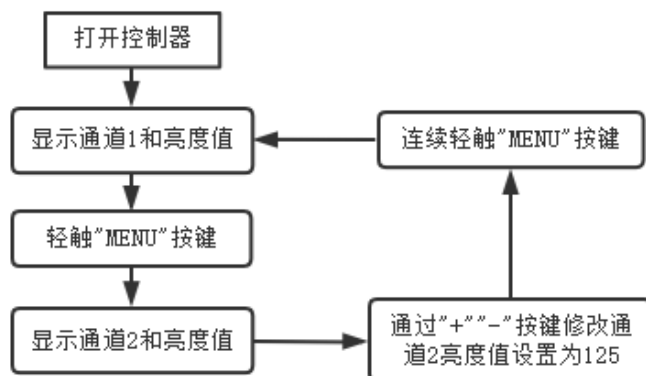 打开控制器
显示通道1和亮度值
轻触"MENU"按键
显示通道2和亮度值
通过"+""-"按键修改通
道2亮度值设置为125
连续轻触"MENU"按键